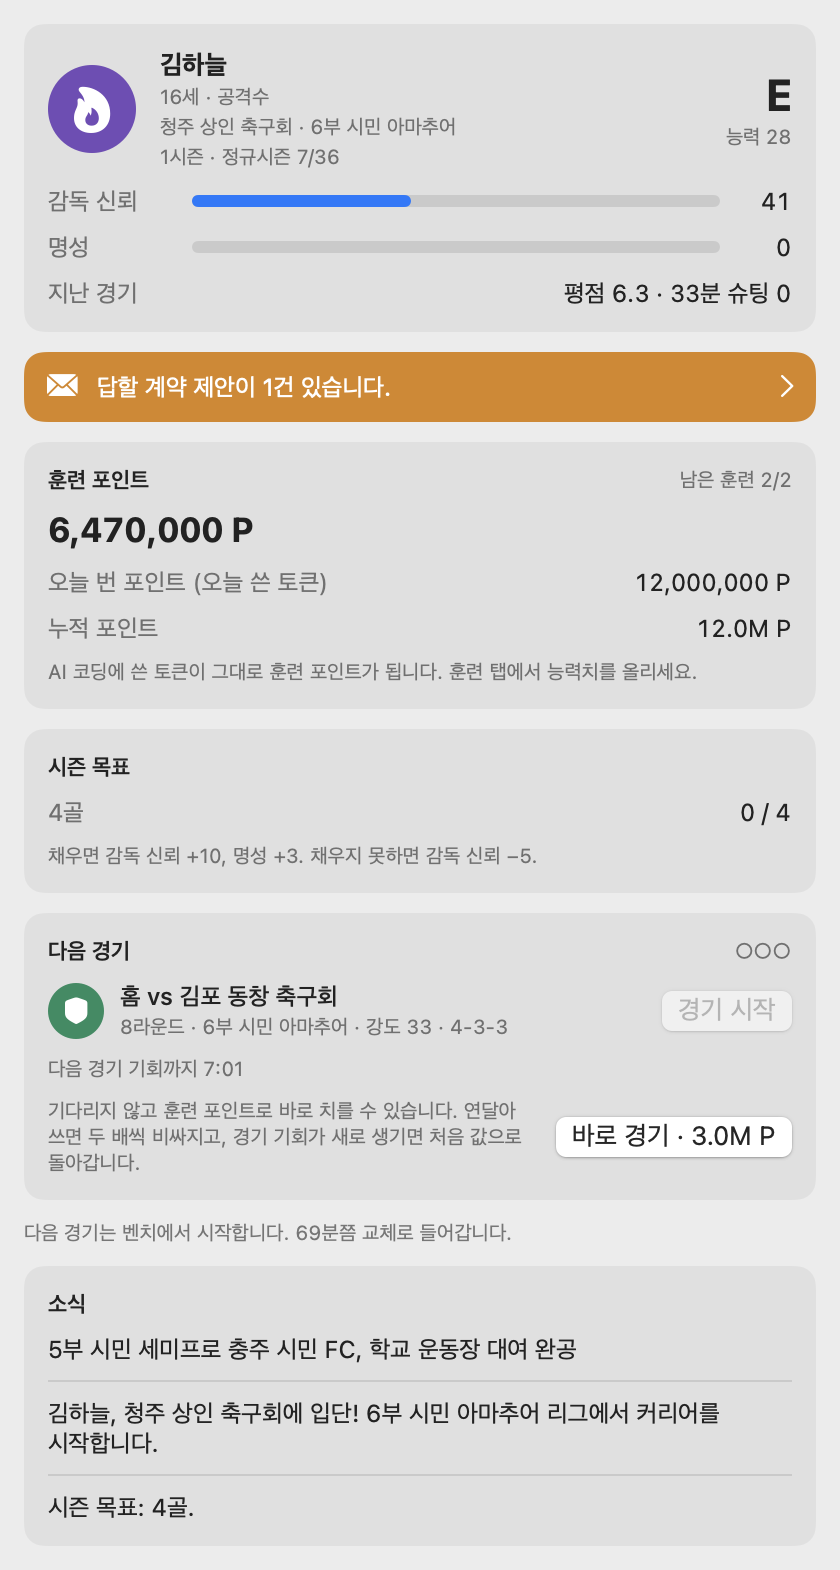 김하늘
16세 · 공격수
청주 상인 축구회 · 6부 시민 아마추어
1시즌 · 정규시즌 7/36
E
능력 28
감독 신뢰 41
명성 0
지난 경기 평점 6.3 · 33분 슈팅 0
답할 계약 제안이 1건 있습니다.
훈련 포인트 남은 훈련 2/2
6,470,000 P
오늘 번 포인트 (오늘 쓴 토큰) 12,000,000 P
누적 포인트 12.0M P
AI 코딩에 쓴 토큰이 그대로 훈련 포인트가 됩니다. 훈련 탭에서 능력치를 올리세요.
시즌 목표
4골 0 / 4
채우면 감독 신뢰 +10, 명성 +3. 채우지 못하면 감독 신뢰 −5.
다음 경기
홈 vs 김포 동창 축구회
8라운드 · 6부 시민 아마추어 · 강도 33 · 4-3-3
경기 시작
다음 경기 기회까지 7:01
기다리지 않고 훈련 포인트로 바로 치를 수 있습니다. 연달아
쓰면 두 배씩 비싸지고, 경기 기회가 새로 생기면 처음 값으로
돌아갑니다.
바로 경기 · 3.0M P
다음 경기는 벤치에서 시작합니다. 69분쯤 교체로 들어갑니다.
소식
5부 시민 세미프로 충주 시민 FC, 학교 운동장 대여 완공
김하늘, 청주 상인 축구회에 입단! 6부 시민 아마추어 리그에서 커리어를
시작합니다.
시즌 목표: 4골.